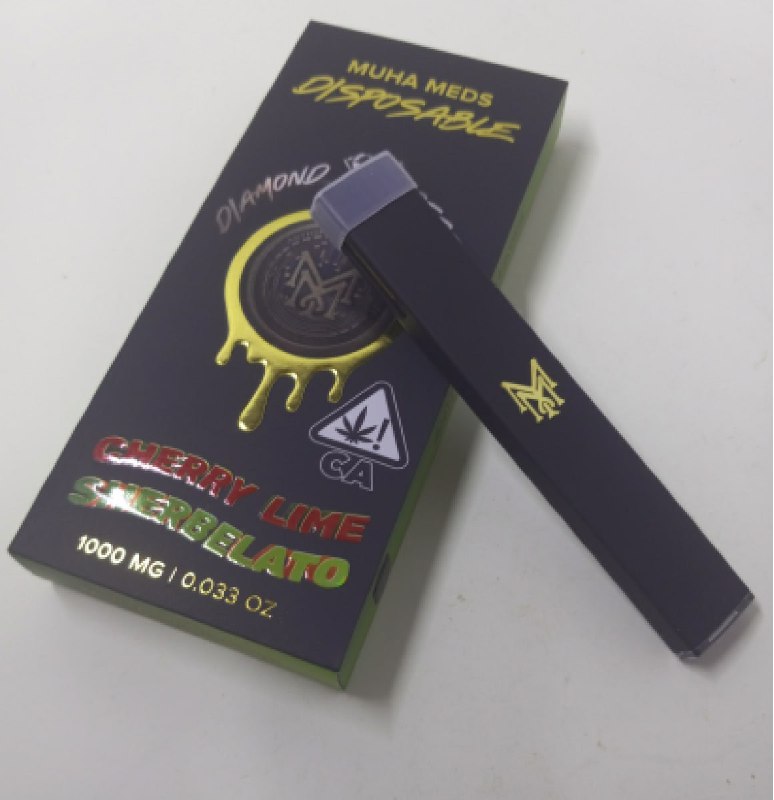 MUHA MEDS
DISPOSABLE
DIAMOND
M
M
CA
CHERRY LIME
SHERBELATO
1000 MG | 0.033 OZ